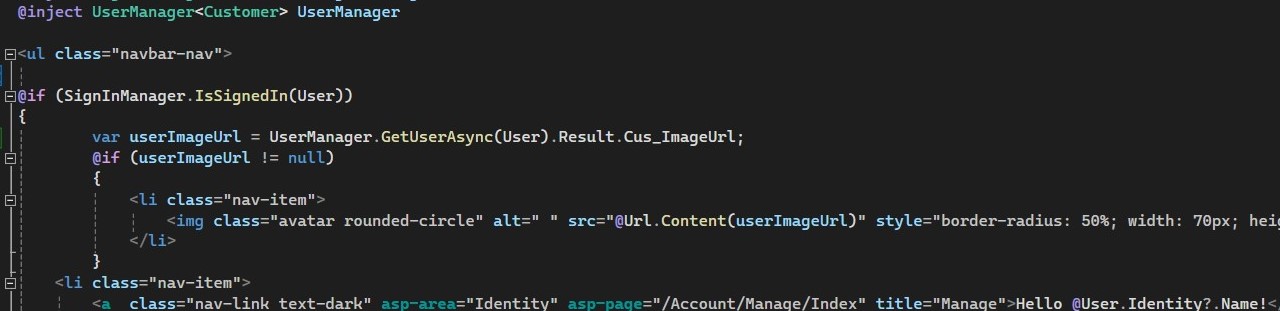 @inject UserManager<Customer> UserManager
<ul class="navbar-nav">
@if (SignInManager.IsSignedIn(User))
{
var userImageUrl = UserManager.GetUserAsync(User).Result.Cus_ImageUrl;
@if (userImageUrl != null)
{
<li class="nav-item">
<img class="avatar rounded-circle" alt=" " src="@Url.Content(userImageUrl)" style="border-radius: 50%; width: 70px; heig
</li>
}
<li class="nav-item">
<a  class="nav-link text-dark" asp-area="Identity" asp-page="/Account/Manage/Index" title="Manage">Hello @User.Identity?.Name!<